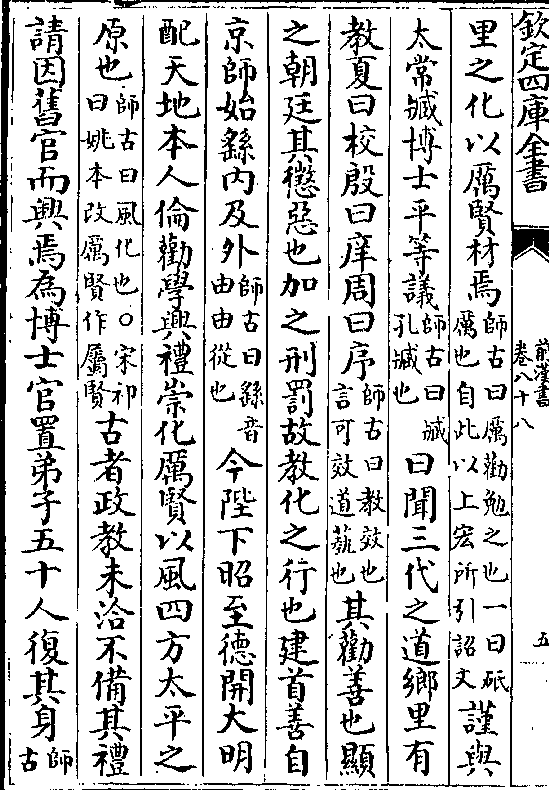 欽定四庫全書
前漢書
卷八十八
五
里之化以厲賢材焉師古曰厲勸勉之也一曰砥厲也自此以上宏所引詔文謹與
太常臧博士平等議師古曰臧孔臧也曰聞三代之道鄉里有
教夏曰校殷曰庠周曰序師古曰教效也言可效道藝也其勸善也顯
之朝廷其懲惡也加之刑罰故教化之行也建首善自
京師始繇內及外師古曰繇音由由從也今陛下昭至德開大明
配天地本人倫勸學興禮崇化厲賢以風四方太平之
原也師古曰風化也○宋祁曰姚本改厲賢作屬賢古者政教未洽不備其禮
請因舊官而興焉為博士官置弟子五十人復其身師古